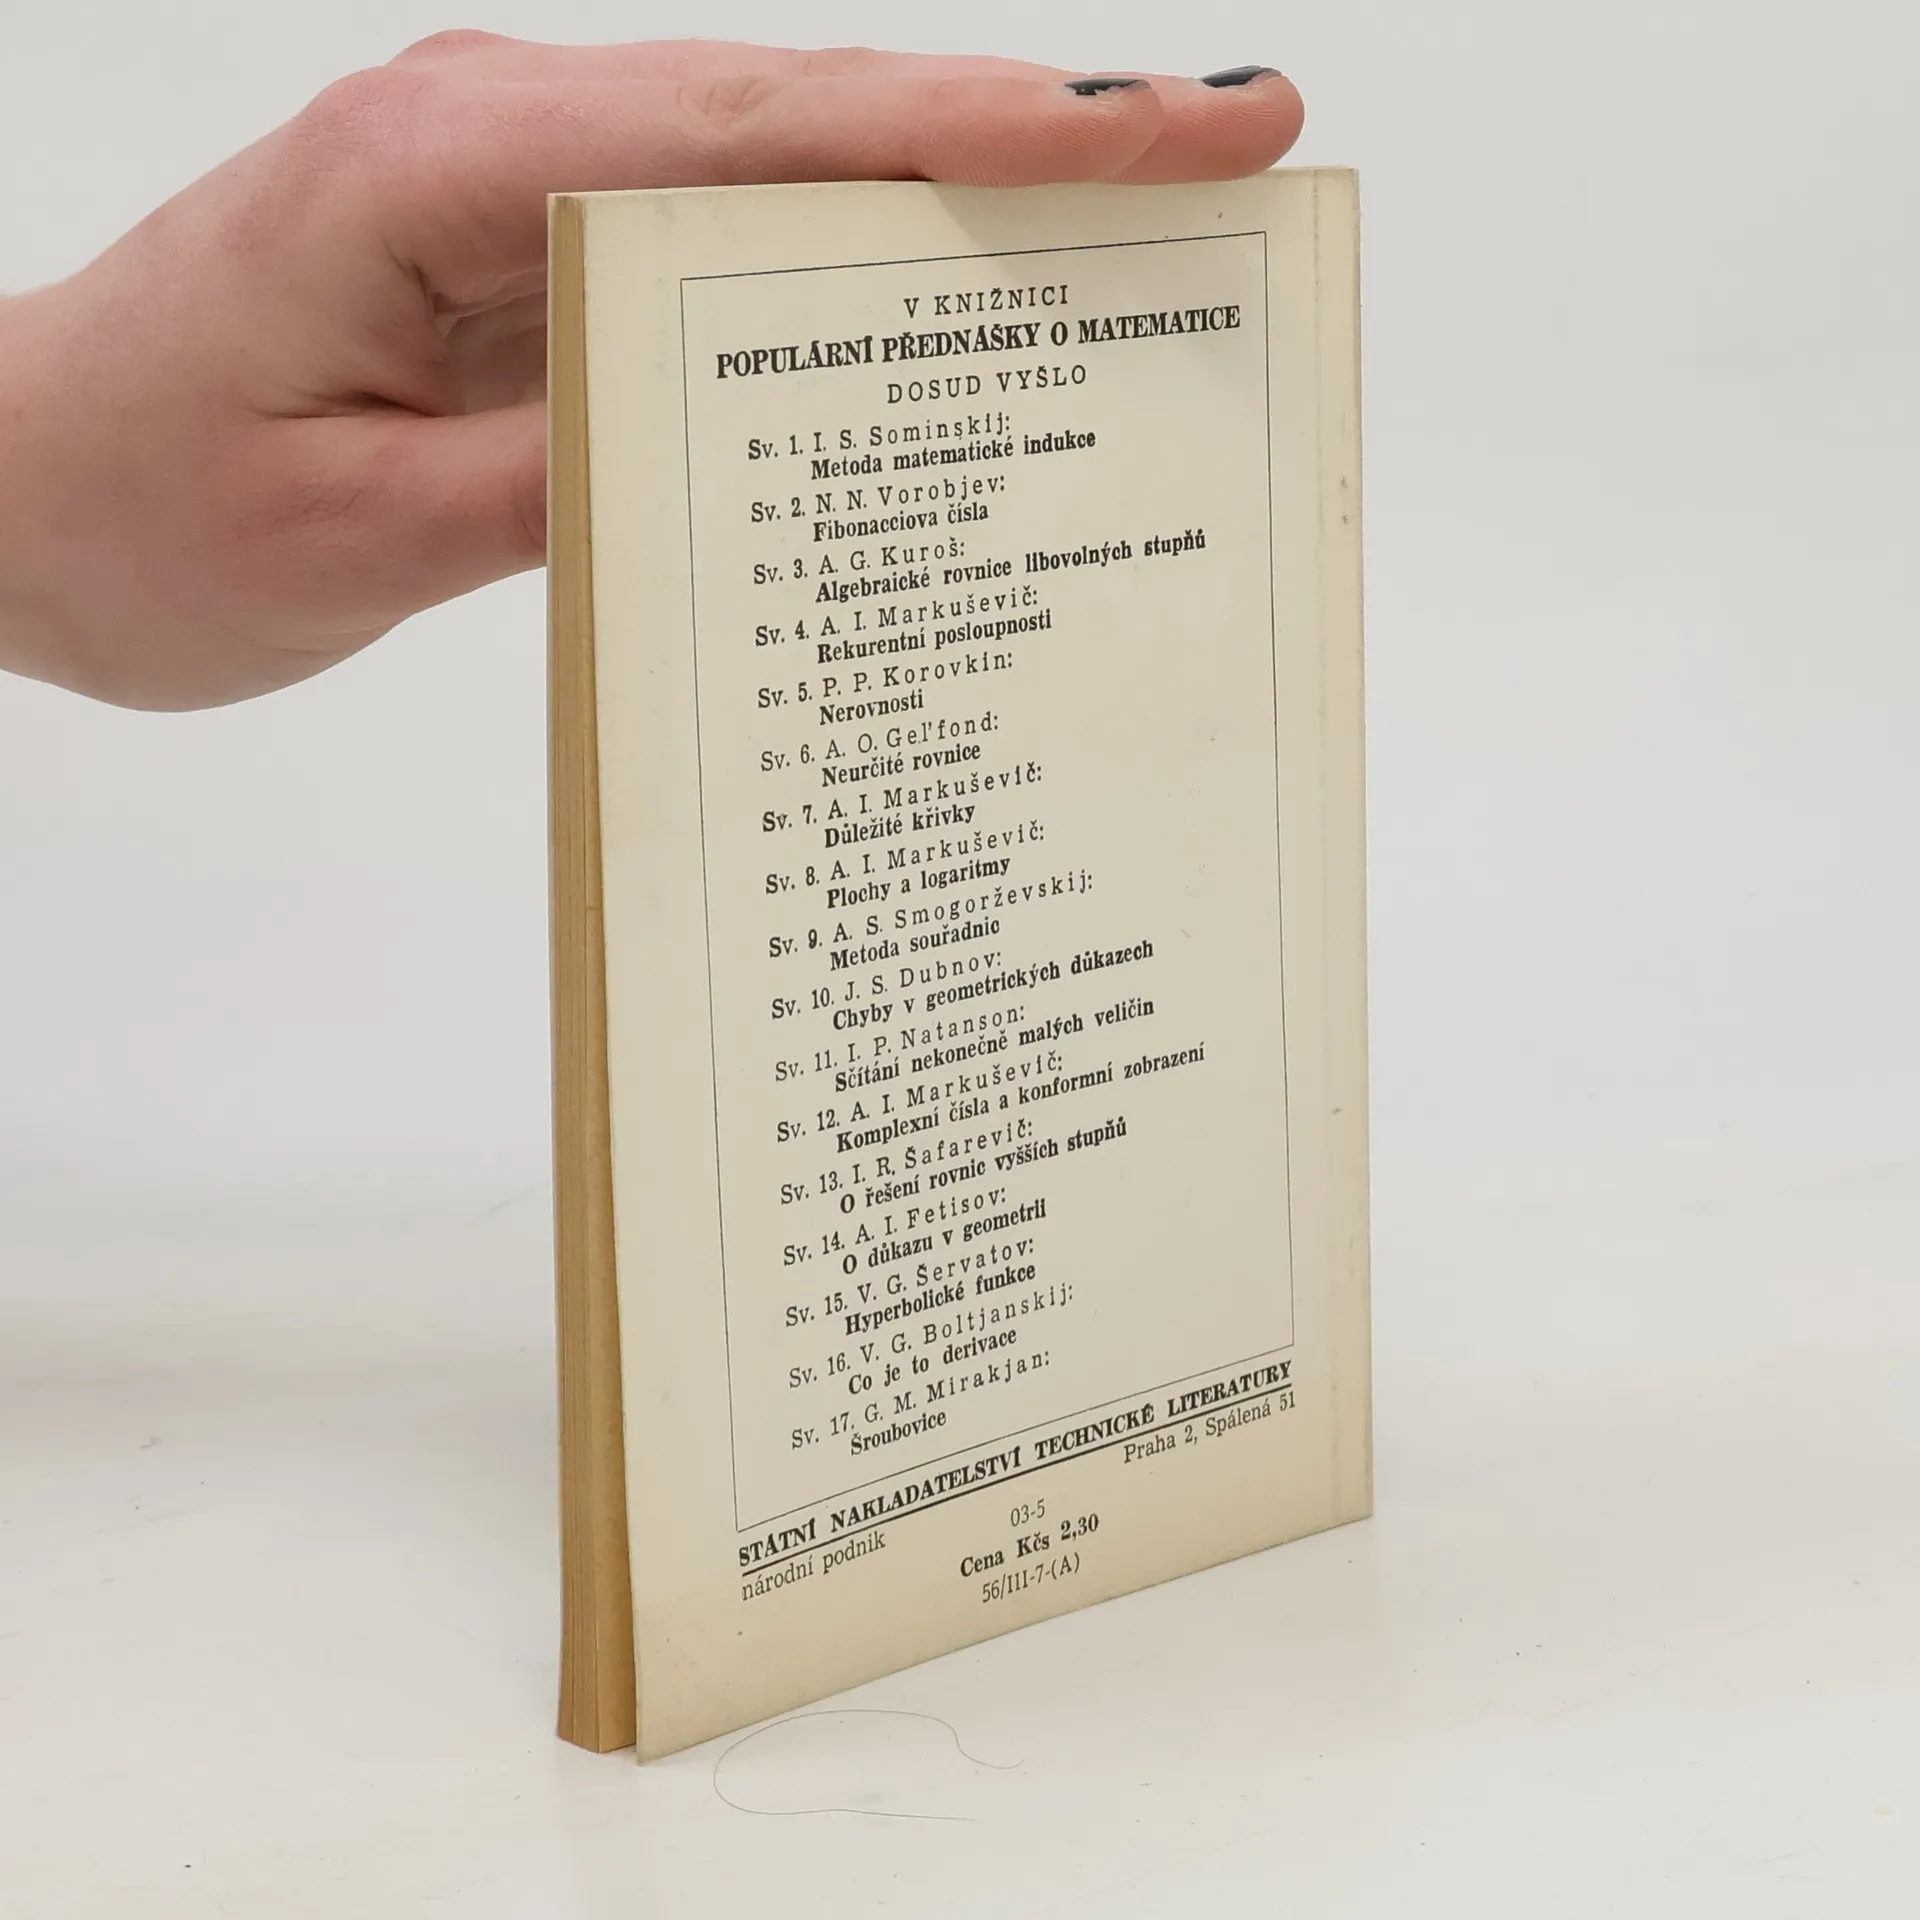 V KNIŽNICI
POPULÁRNÍ PŘEDNÁŠKY O MATEMATICE
DOSUD VYŠLO
Sv. 1. I. S. Sominskij:
Metoda matematické indukce
Sv. 2. N. N. Vorobjev:
Fibonacciova čísla
Sv. 3. A. G. Kuroš:
Algebraické rovnice libovolných stupňů
Sv. 4. A. I. Markuševič:
Rekurentní posloupnosti
Sv. 5. P. P. Korovkin:
Nerovnosti
Sv. 6. A. O. Geľfond:
Neurčité rovnice
Sv. 7. A. I. Markuševič:
Důležité křivky
Sv. 8. A. I. Markuševič:
Plochy a logaritmy
Sv. 9. A. S. Smogorževskij:
Metoda souřadnic
Sv. 10. J. S. Dubnov:
Chyby v geometrických důkazech
Sv. 11. I. P. Natanson:
Sčítání nekonečně malých veličin
Sv. 12. A. I. Markuševič:
Komplexní čísla a konformní zobrazení
Sv. 13. I. R. Šafarevič:
O řešení rovnic vyšších stupňů
Sv. 14. A. I. Fetisov:
O důkazu v geometrii
Sv. 15. V. G. Šervatov:
Hyperbolické funkce
Sv. 16. V. G. Boltjanskij:
Co je to derivace
Sv. 17. G. M. Mirakjan:
Šroubovice
STÁTNÍ NAKLADATELSTVÍ TECHNICKÉ LITERATURY
národní podnik Praha 2, Spálená 51
03-5
Cena Kčs 2,30
56/III-7-(A)